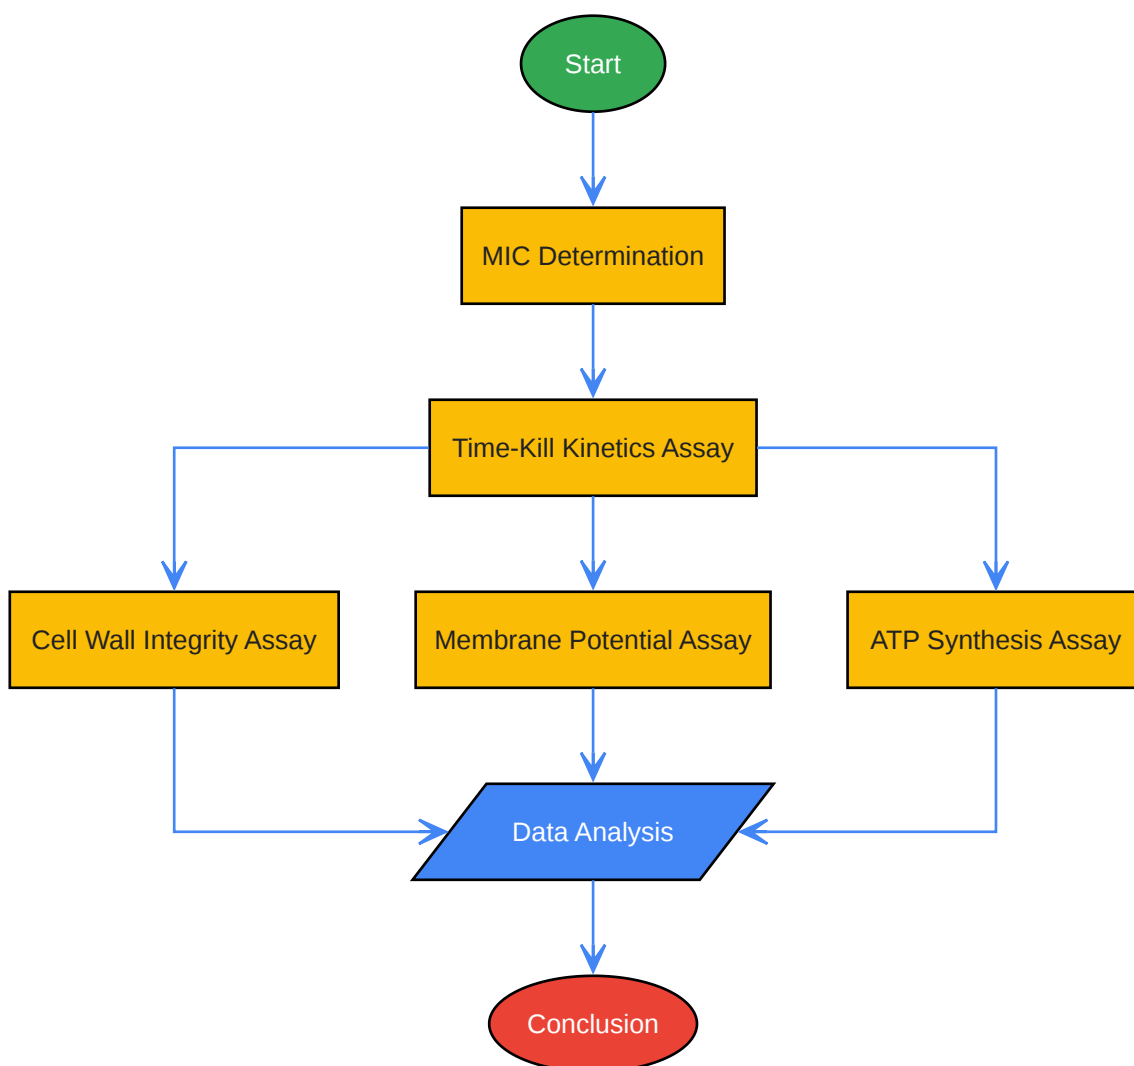 Start
MIC Determination
Time-Kill Kinetics Assay
Cell Wall Integrity Assay
Membrane Potential Assay
ATP Synthesis Assay
Data Analysis
Conclusion